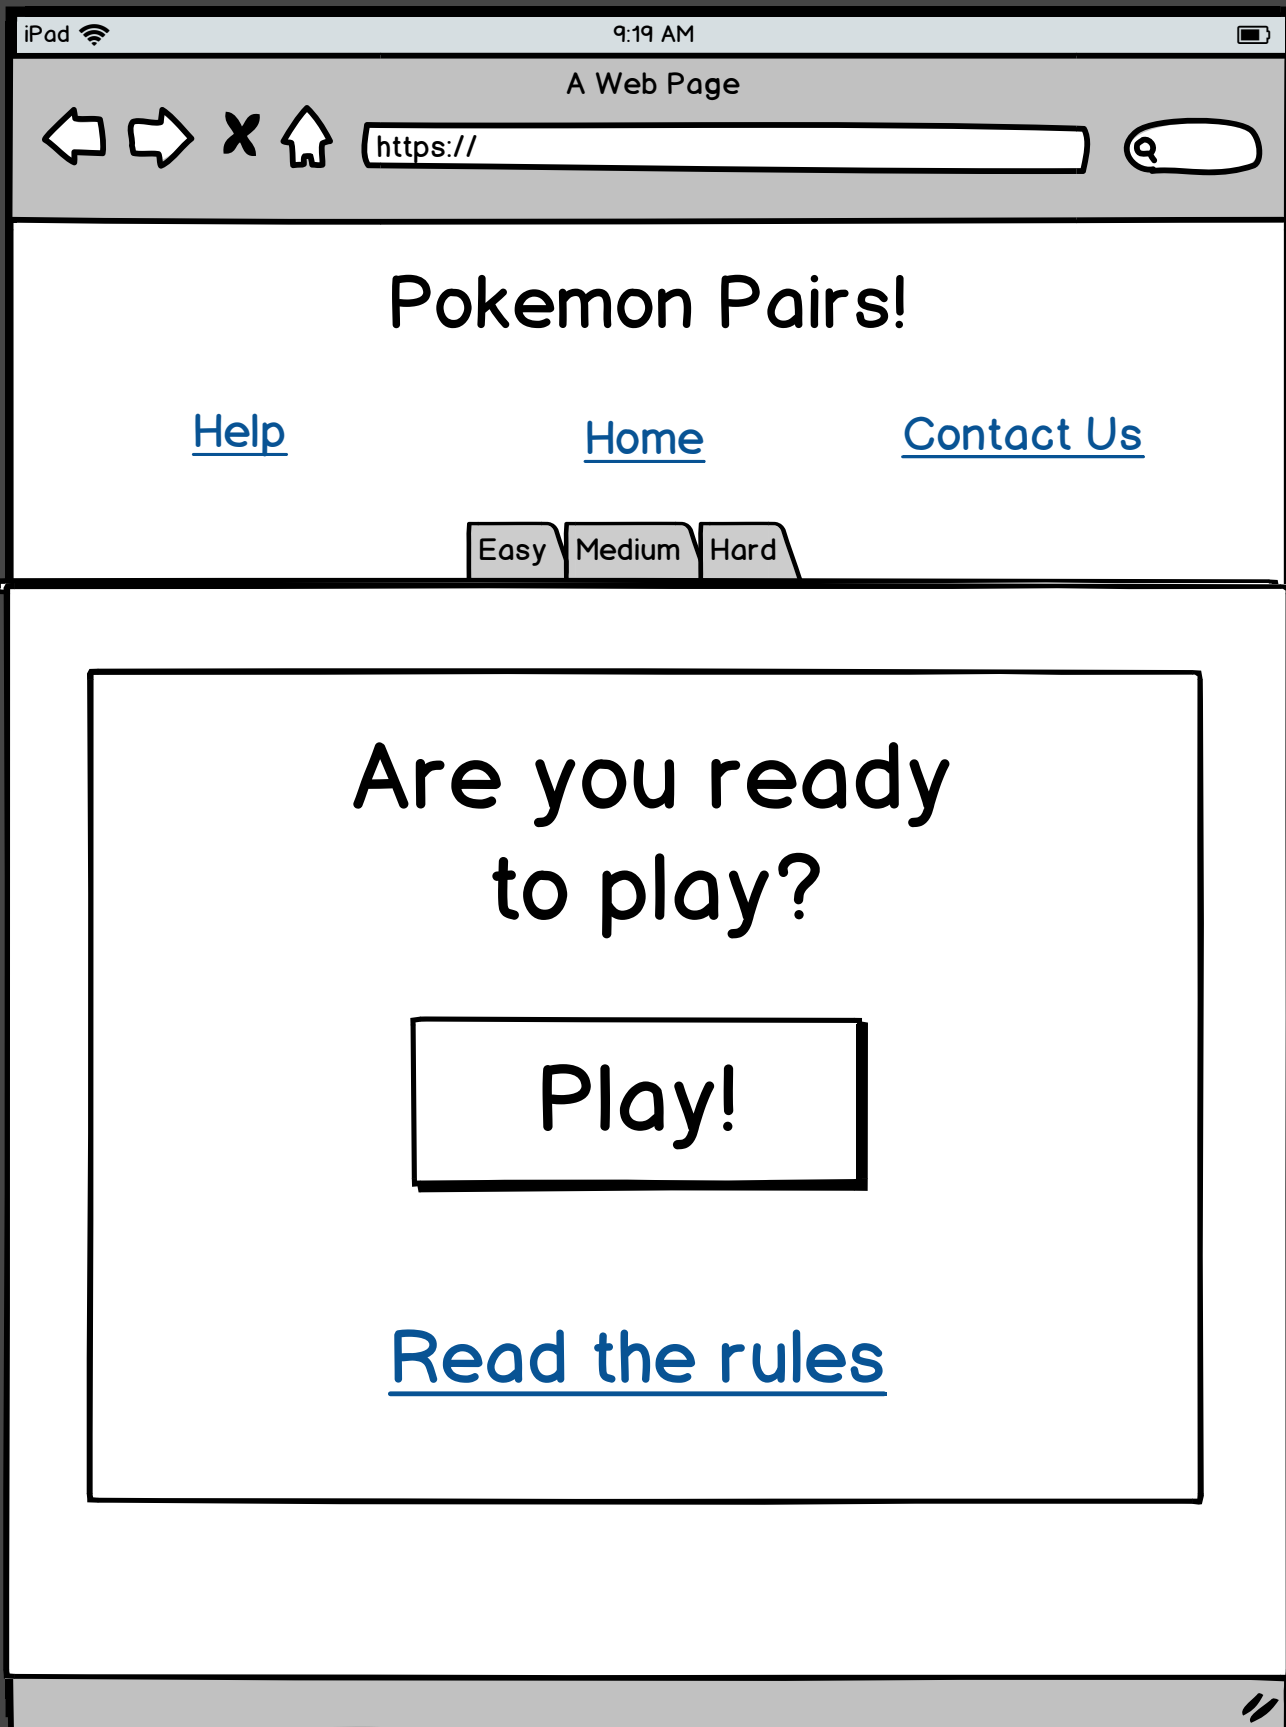 iPad 9:19 AM
A Web Page
https://
Pokemon Pairs!
Help Home Contact Us
Easy Medium Hard
Are you ready
to play?
Play!
Read the rules